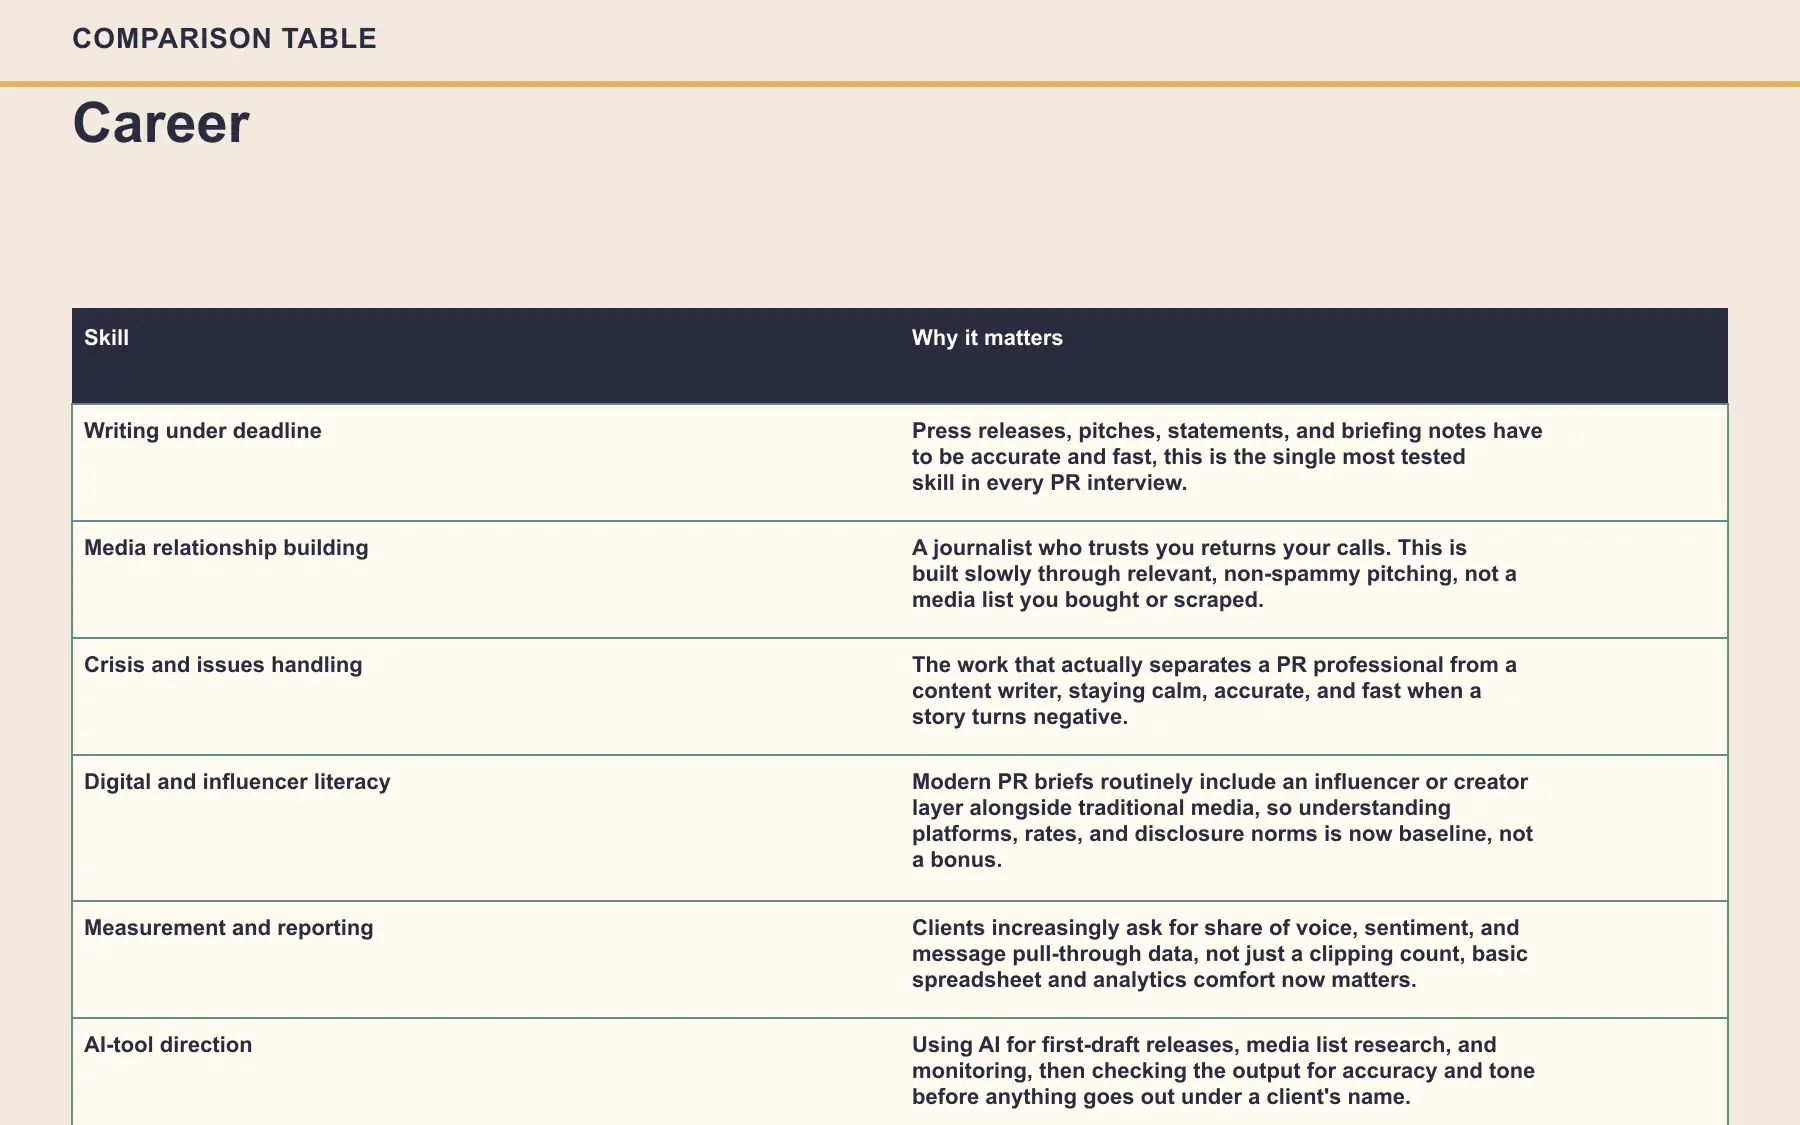 COMPARISON TABLE
Career
Skill
Why it matters
Writing under deadline
Press releases, pitches, statements, and briefing notes have
to be accurate and fast, this is the single most tested
skill in every PR interview.
Media relationship building
A journalist who trusts you returns your calls. This is
built slowly through relevant, non-spammy pitching, not a
media list you bought or scraped.
Crisis and issues handling
The work that actually separates a PR professional from a
content writer, staying calm, accurate, and fast when a
story turns negative.
Digital and influencer literacy
Modern PR briefs routinely include an influencer or creator
layer alongside traditional media, so understanding
platforms, rates, and disclosure norms is now baseline, not
a bonus.
Measurement and reporting
Clients increasingly ask for share of voice, sentiment, and
message pull-through data, not just a clipping count, basic
spreadsheet and analytics comfort now matters.
AI-tool direction
Using AI for first-draft releases, media list research, and
monitoring, then checking the output for accuracy and tone
before anything goes out under a client's name.